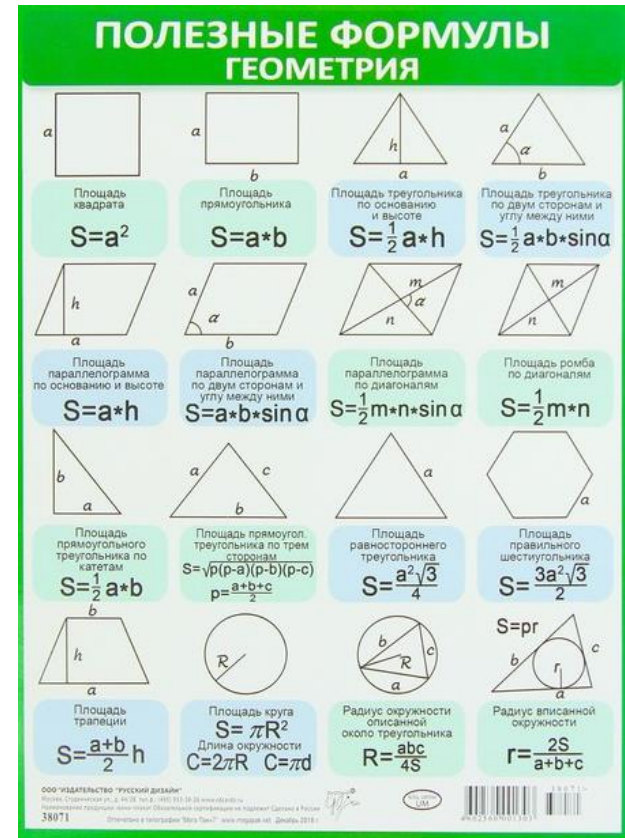 ПОЛЕЗНЫЕ ФОРМУЛЫ
ГЕОМЕТРИЯ
a
a
b
h
a
a
α
b
Площадь
квадрата
S=a²
Площадь
прямоугольника
S=a*b
Площадь треугольника
по основанию
и высоте
S=½a*h
Площадь треугольника
по двум сторонам и
углу между ними
S=½a*b*sinα
h
a
a
α
b
m
α
n
m
n
Площадь
параллелограмма
по основанию и высоте
S=a*h
Площадь
параллелограмма
по двум сторонам и
углу между ними
S=a*b*sinα
Площадь
параллелограмма
по диагоналям
S=½m*n*sinα
Площадь ромба
по диагоналям
S=½m*n
b
a
a
c
b
a
a
Площадь
прямоугольного
треугольника по
катетам
S=½a*b
Площадь прямоугол.
треугольника по трем
сторонам
S=√p(p-a)(p-b)(p-c)
p=a+b+c/2
Площадь
равностороннего
треугольника
S=a²√3/4
Площадь
правильного
шестиугольника
S=3a²√3/2
b
h
a
R
b
c
R
a
S=pr
b
c
r
a
Площадь
трапеции
S=a+b/2 h
Площадь круга
S= πR²
Длина окружности
C=2πR C=πd
Радиус окружности
описанной
около треугольника
R=abc/4S
Радиус вписанной
окружности
r=2S/a+b+c
ООО "ИЗДАТЕЛЬСТВО "РУССКИЙ ДИЗАЙН"
38071